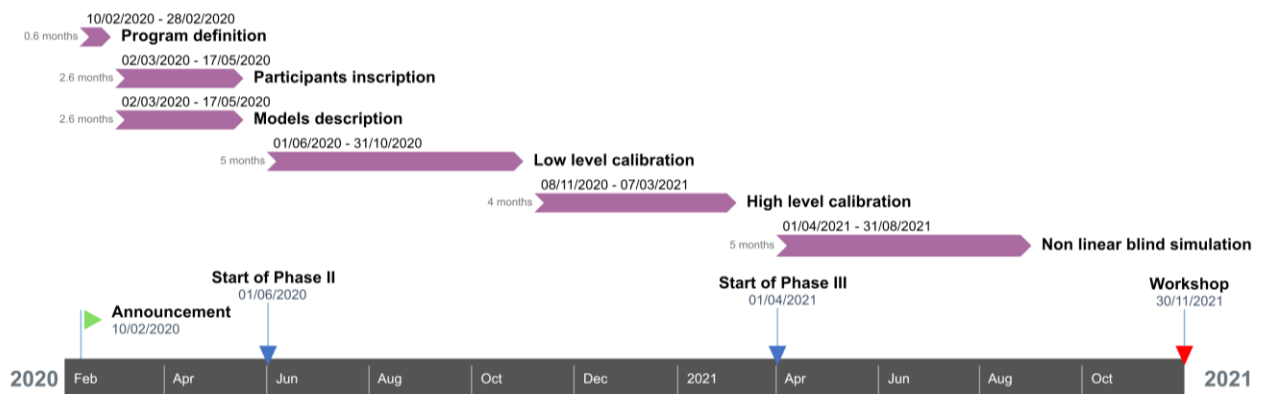 10/02/2020 - 28/02/2020
0.6 months Program definition
02/03/2020 - 17/05/2020
2.6 months Participants inscription
02/03/2020 - 17/05/2020
2.6 months Models description
01/06/2020 - 31/10/2020
5 months Low level calibration
08/11/2020 - 07/03/2021
4 months High level calibration
01/04/2021 - 31/08/2021
5 months Non linear blind simulation
Start of Phase II
01/06/2020
Start of Phase III
01/04/2021
Workshop
30/11/2021
Announcement
10/02/2020
2020 Feb Apr Jun Aug Oct Dec 2021 Apr Jun Aug Oct 2021